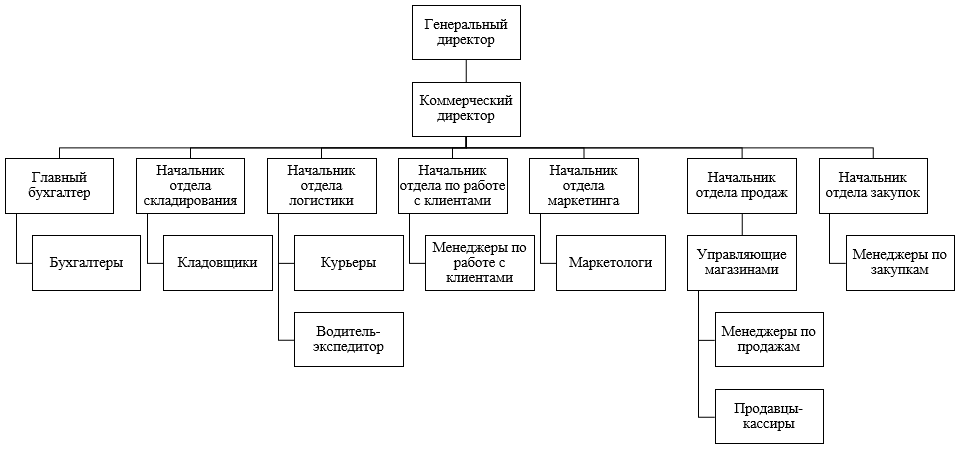 Генеральный
директор
Коммерческий
директор
Главный
бухгалтер
Начальник
отдела
складирования
Начальник
отдела
логистики
Начальник
отдела по работе
с клиентами
Начальник
отдела
маркетинга
Начальник
отдела продаж
Начальник
отдела закупок
Бухгалтеры
Кладовщики
Курьеры
Менеджеры по
работе с
клиентами
Маркетологи
Управляющие
магазинами
Менеджеры по
закупкам
Водитель-
экспедитор
Менеджеры по
продажам
Продавцы-
кассиры